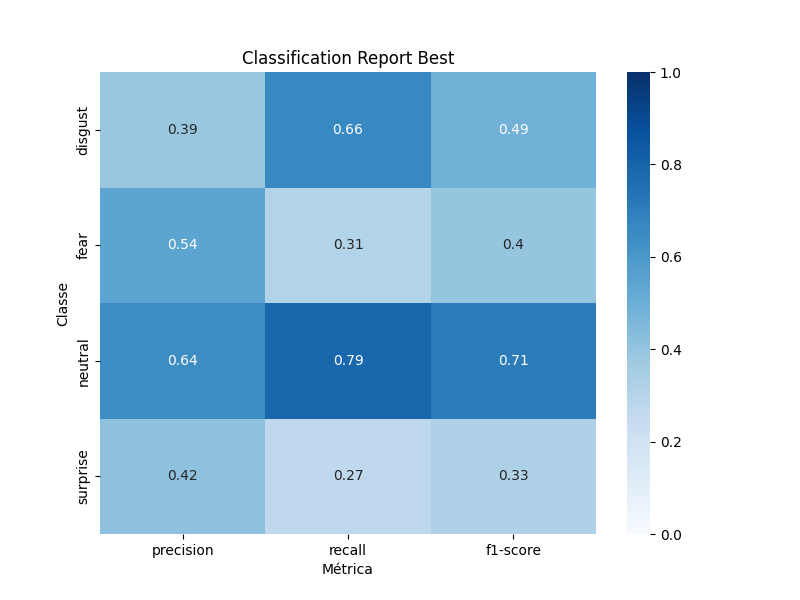 Classification Report Best
Classe
disgust 0.39 0.66 0.49
fear 0.54 0.31 0.4
neutral 0.64 0.79 0.71
surprise 0.42 0.27 0.33
precision recall f1-score
Métrica
1.0
0.8
0.6
0.4
0.2
0.0